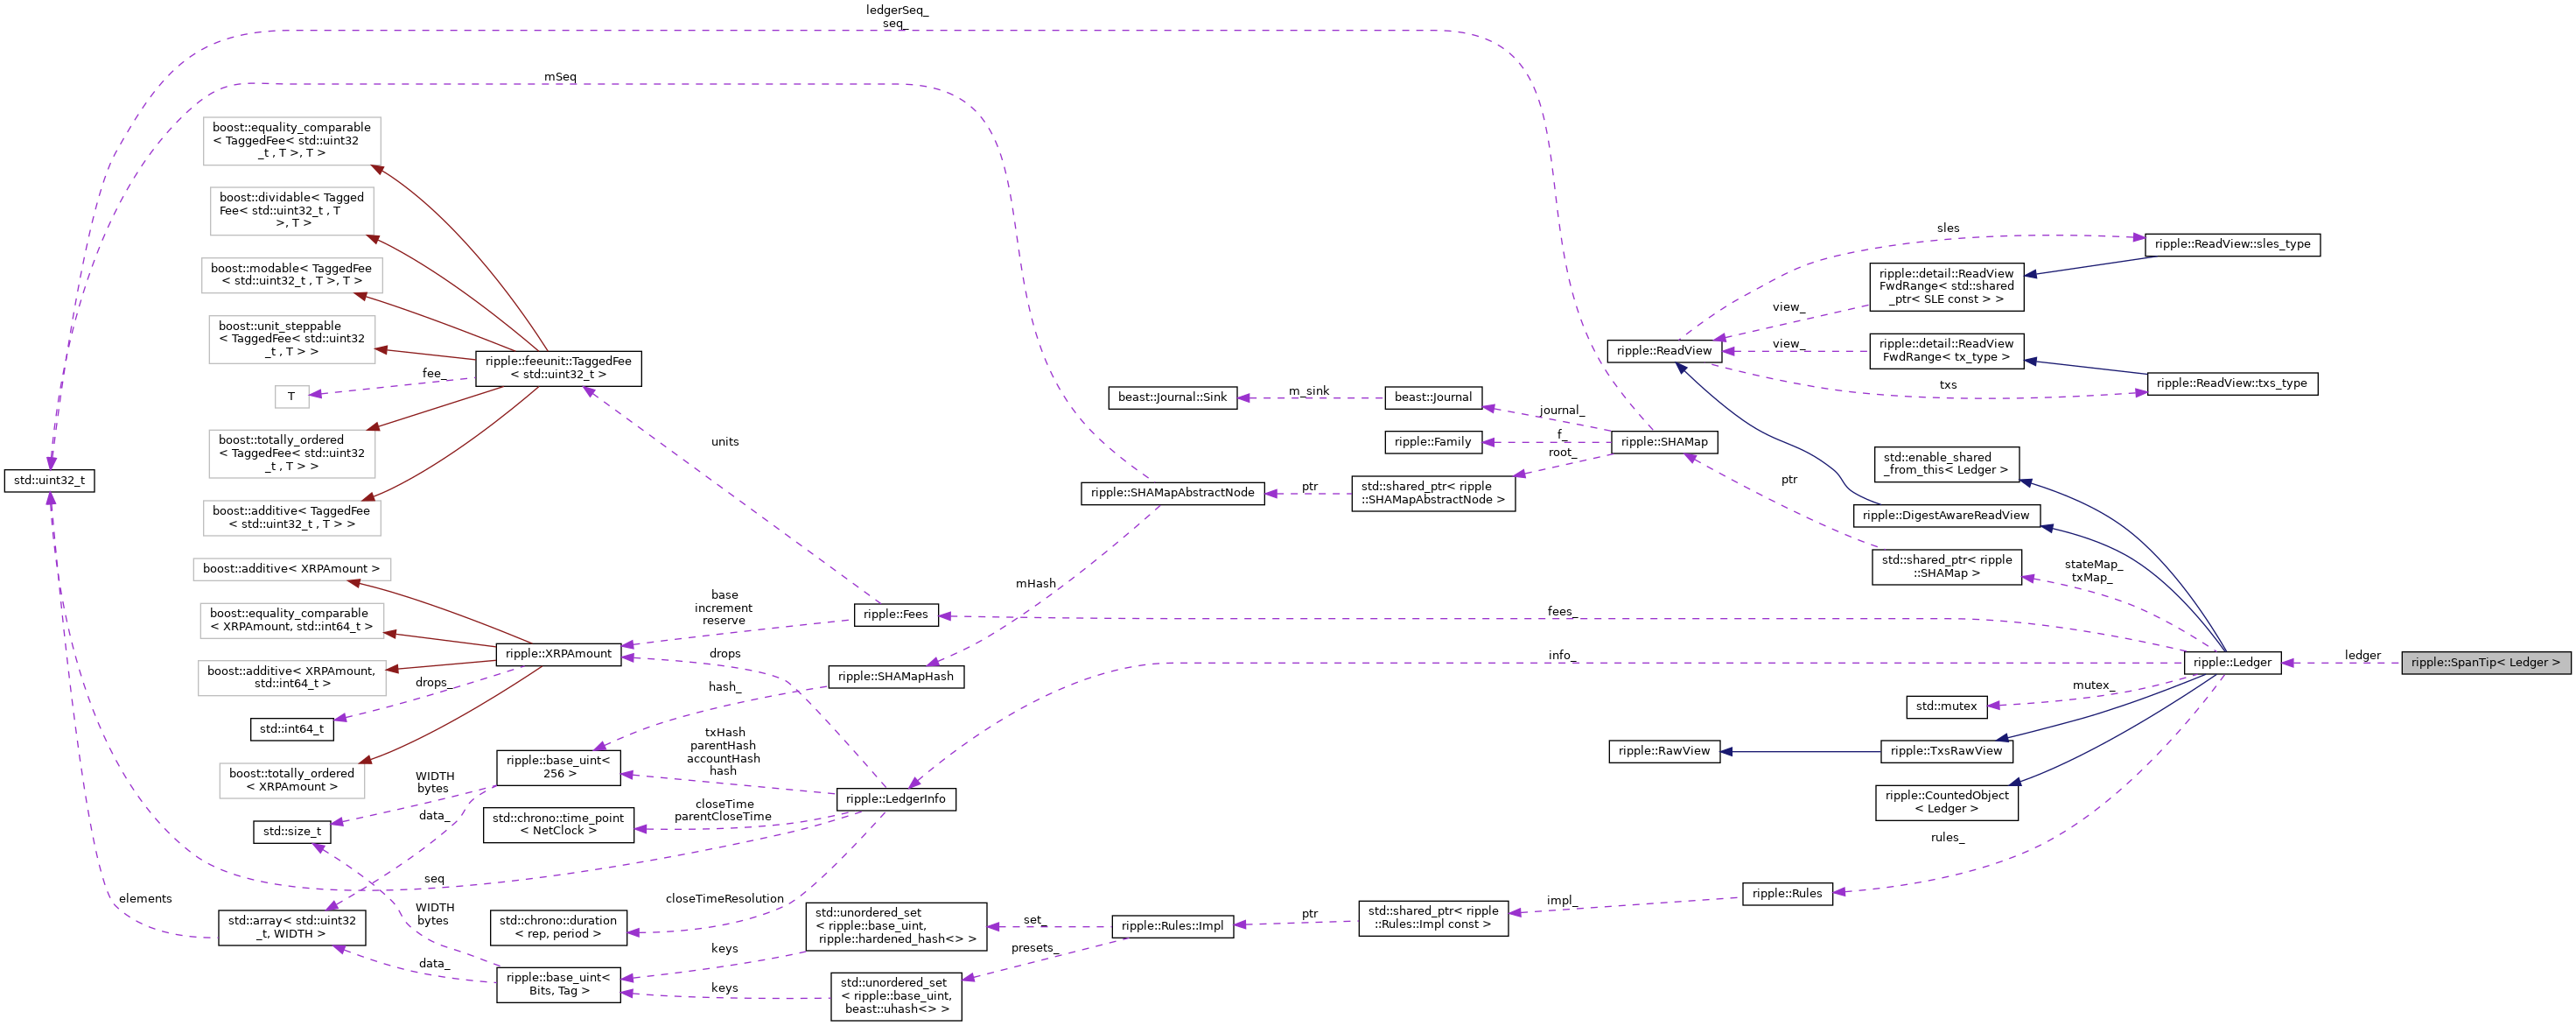 ledgerSeq_
seq_
mSeq
boost::equality_comparable
< TaggedFee< std::uint32
_t , T >, T >
boost::dividable< Tagged
Fee< std::uint32_t , T
>, T >
boost::modable< TaggedFee
< std::uint32_t , T >, T >
boost::unit_steppable
< TaggedFee< std::uint32
_t , T > >
T
boost::totally_ordered
< TaggedFee< std::uint32
_t , T > >
boost::additive< TaggedFee
< std::uint32_t , T > >
fee_
ripple::feeunit::TaggedFee
< std::uint32_t >
units
std::uint32_t
boost::additive< XRPAmount >
boost::equality_comparable
< XRPAmount, std::int64_t >
boost::additive< XRPAmount,
std::int64_t >
drops_
std::int64_t
boost::totally_ordered
< XRPAmount >
ripple::XRPAmount
base
increment
reserve
drops
ripple::Fees
hash_
ripple::SHAMapHash
mHash
ripple::base_uint<
256 >
txHash
parentHash
accountHash
hash
WIDTH
bytes
data_
std::size_t
std::chrono::time_point
< NetClock >
closeTime
parentCloseTime
ripple::LedgerInfo
seq
elements
std::array< std::uint32
_t, WIDTH >
WIDTH
bytes
data_
closeTimeResolution
std::chrono::duration
< rep, period >
ripple::base_uint<
Bits, Tag >
keys
keys
std::unordered_set
< ripple::base_uint,
ripple::hardened_hash<> >
std::unordered_set
< ripple::base_uint,
beast::uhash<> >
set_
presets_
ripple::Rules::Impl
ptr
std::shared_ptr< ripple
::Rules::Impl const >
impl_
ripple::Rules
rules_
beast::Journal::Sink
m_sink
beast::Journal
journal_
ripple::Family
f_
root_
ripple::SHAMap
ripple::SHAMapAbstractNode
ptr
std::shared_ptr< ripple
::SHAMapAbstractNode >
ripple::ReadView
sles
view_
view_
txs
ripple::ReadView::sles_type
ripple::detail::ReadView
FwdRange< std::shared
_ptr< SLE const > >
ripple::detail::ReadView
FwdRange< tx_type >
ripple::ReadView::txs_type
std::enable_shared
_from_this< Ledger >
ptr
ripple::DigestAwareReadView
std::shared_ptr< ripple
::SHAMap >
stateMap_
txMap_
fees_
info_
ripple::Ledger
ledger
ripple::SpanTip< Ledger >
mutex_
std::mutex
ripple::RawView
ripple::TxsRawView
ripple::CountedObject
< Ledger >